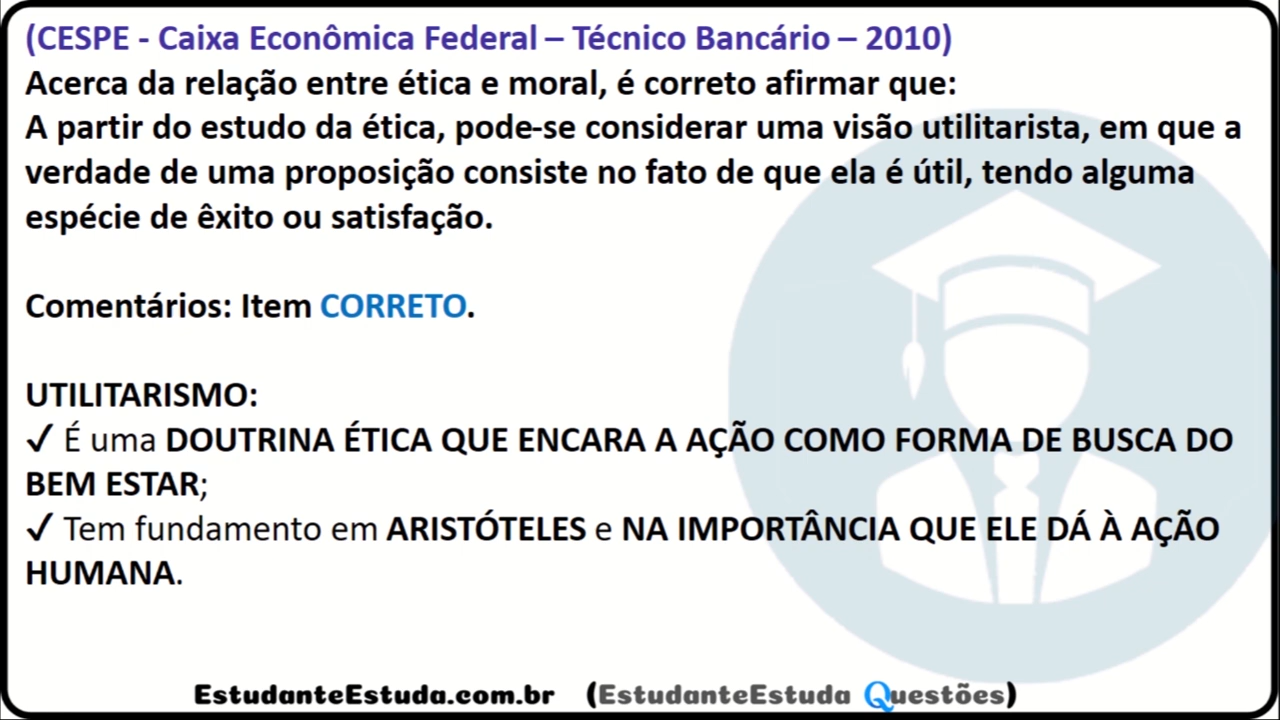 (CESPE - Caixa Econômica Federal – Técnico Bancário – 2010)
Acerca da relação entre ética e moral, é correto afirmar que:
A partir do estudo da ética, pode-se considerar uma visão utilitarista, em que a
verdade de uma proposição consiste no fato de que ela é útil, tendo alguma
espécie de êxito ou satisfação.
Comentários: Item CORRETO.
UTILITARISMO:
✓ É uma DOUTRINA ÉTICA QUE ENCARA A AÇÃO COMO FORMA DE BUSCA DO
BEM ESTAR;
✓ Tem fundamento em ARISTÓTELES e NA IMPORTÂNCIA QUE ELE DÁ À AÇÃO
HUMANA.
EstudanteEstuda.com.br (EstudanteEstuda Questões)